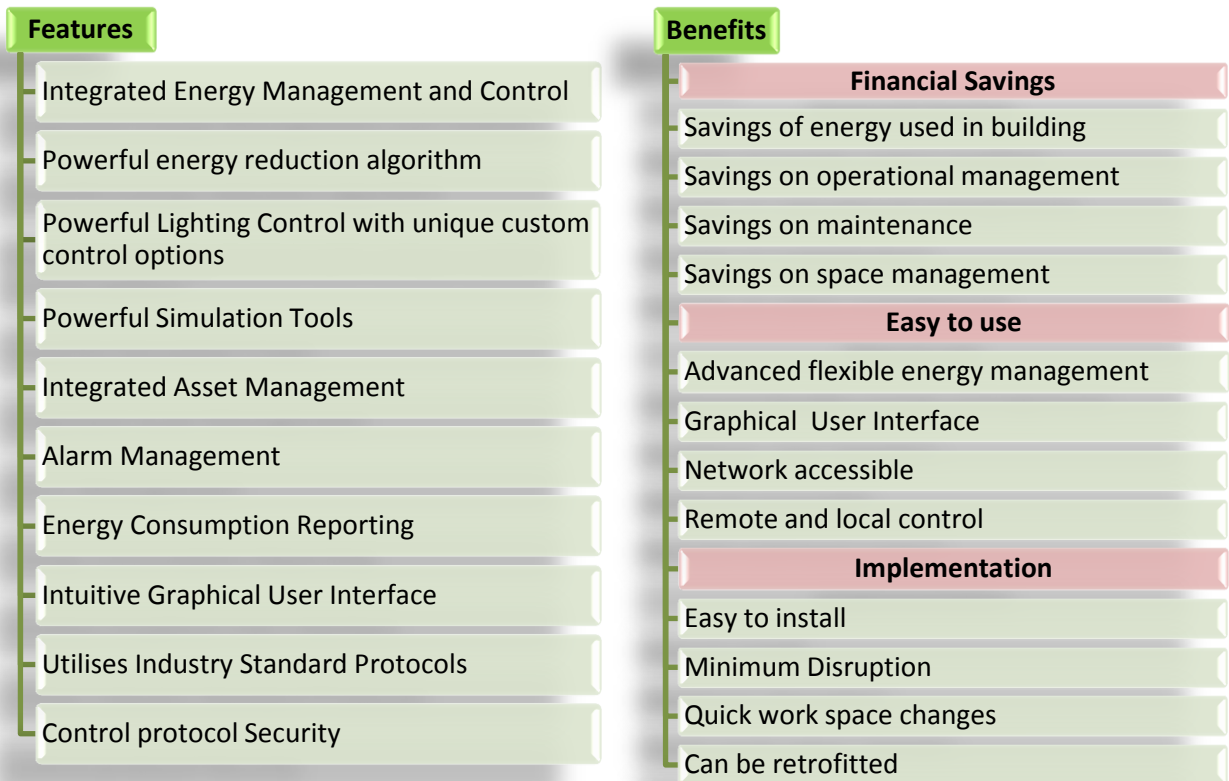 Features
Integrated Energy Management and Control
Powerful energy reduction algorithm
Powerful Lighting Control with unique custom
control options
Powerful Simulation Tools
Integrated Asset Management
Alarm Management
Energy Consumption Reporting
Intuitive Graphical User Interface
Utilises Industry Standard Protocols
Control protocol Security
Benefits
Financial Savings
Savings of energy used in building
Savings on operational management
Savings on maintenance
Savings on space management
Easy to use
Advanced flexible energy management
Graphical  User Interface
Network accessible
Remote and local control
Implementation
Easy to install
Minimum Disruption
Quick work space changes
Can be retrofitted